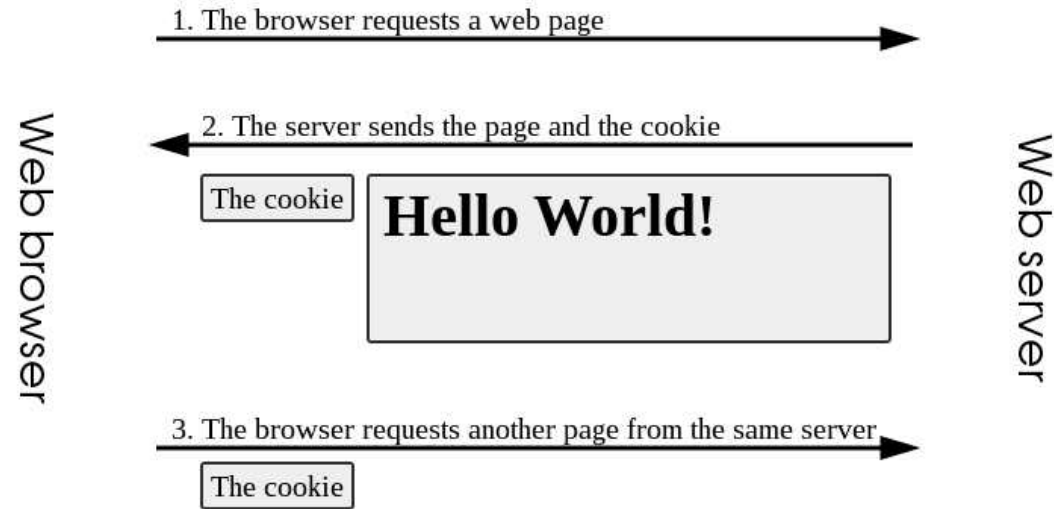 1. The browser requests a web page
2. The server sends the page and the cookie
Web browser
The cookie
Hello World!
Web server
3. The browser requests another page from the same server
The cookie